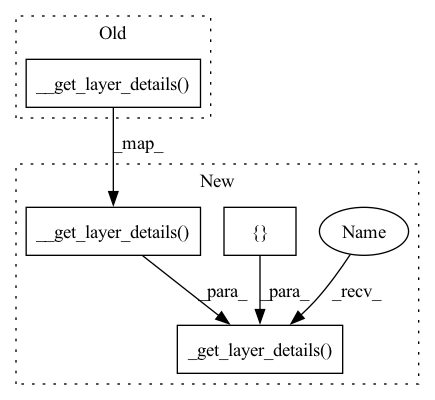 Old
__get_layer_details()
_map_
New
__get_layer_details()
{}
Name
_para_
_para_
_recv_
_get_layer_details()